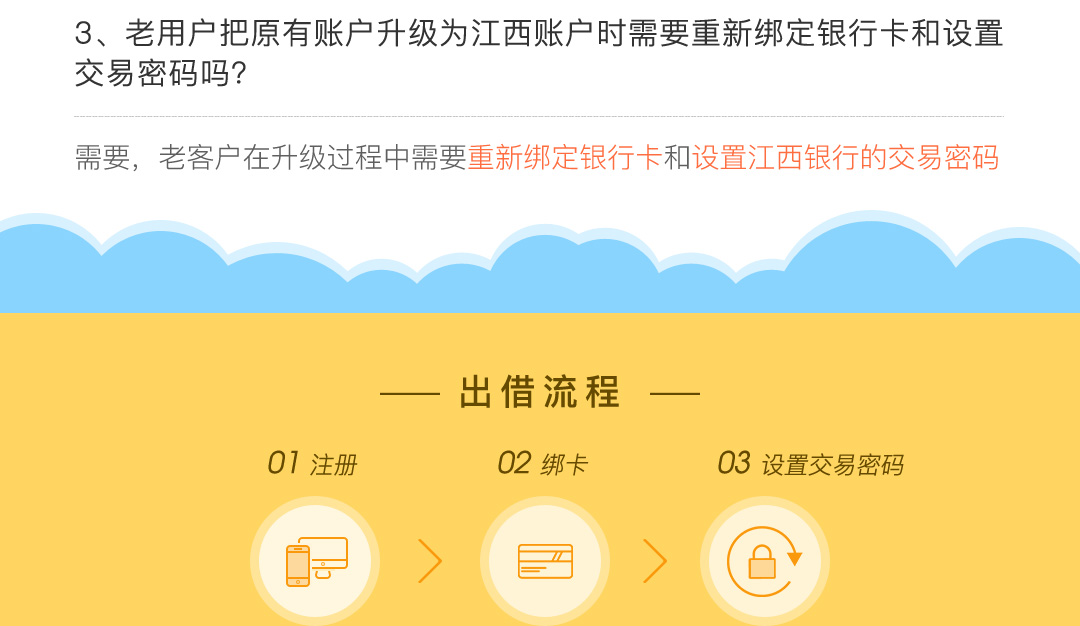 3、老用户把原有账户升级为江西账户时需要重新绑定银行卡和设置
交易密码吗?
需要，老客户在升级过程中需要重新绑定银行卡和设置江西银行的交易密码
出借流程
01 注册
02 绑卡
03 设置交易密码